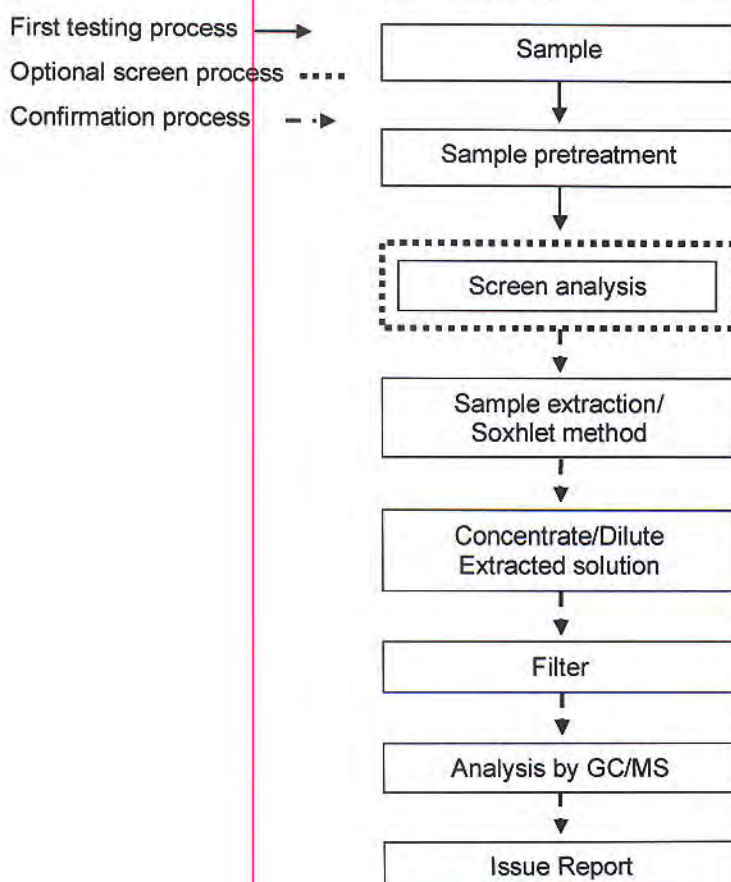 First testing process
Optional screen process
Confirmation process
Sample
Sample pretreatment
Screen analysis
Sample extraction/
Soxhlet method
Concentrate/Dilute
Extracted solution
Filter
Analysis by GC/MS
Issue Report